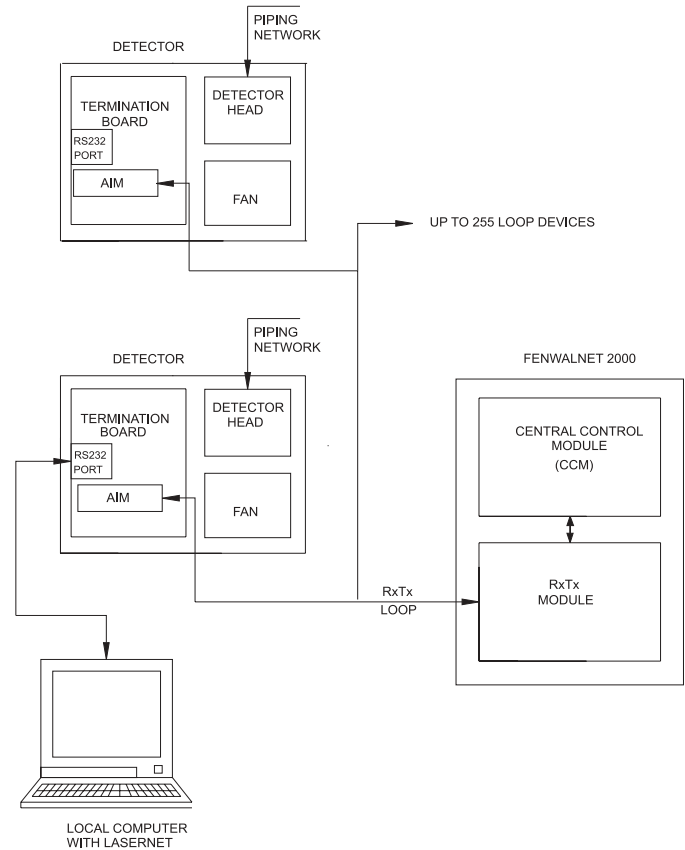 PIPING
NETWORK
DETECTOR
TERMINATION
BOARD
DETECTOR
HEAD
RS232
PORT
AIM
FAN
UP TO 255 LOOP DEVICES
PIPING
NETWORK
DETECTOR
FENWALNET 2000
TERMINATION
BOARD
DETECTOR
HEAD
RS232
PORT
AIM
FAN
CENTRAL CONTROL
MODULE
(CCM)
RxTx
LOOP
RxTx
MODULE
LOCAL COMPUTER
WITH LASERNET